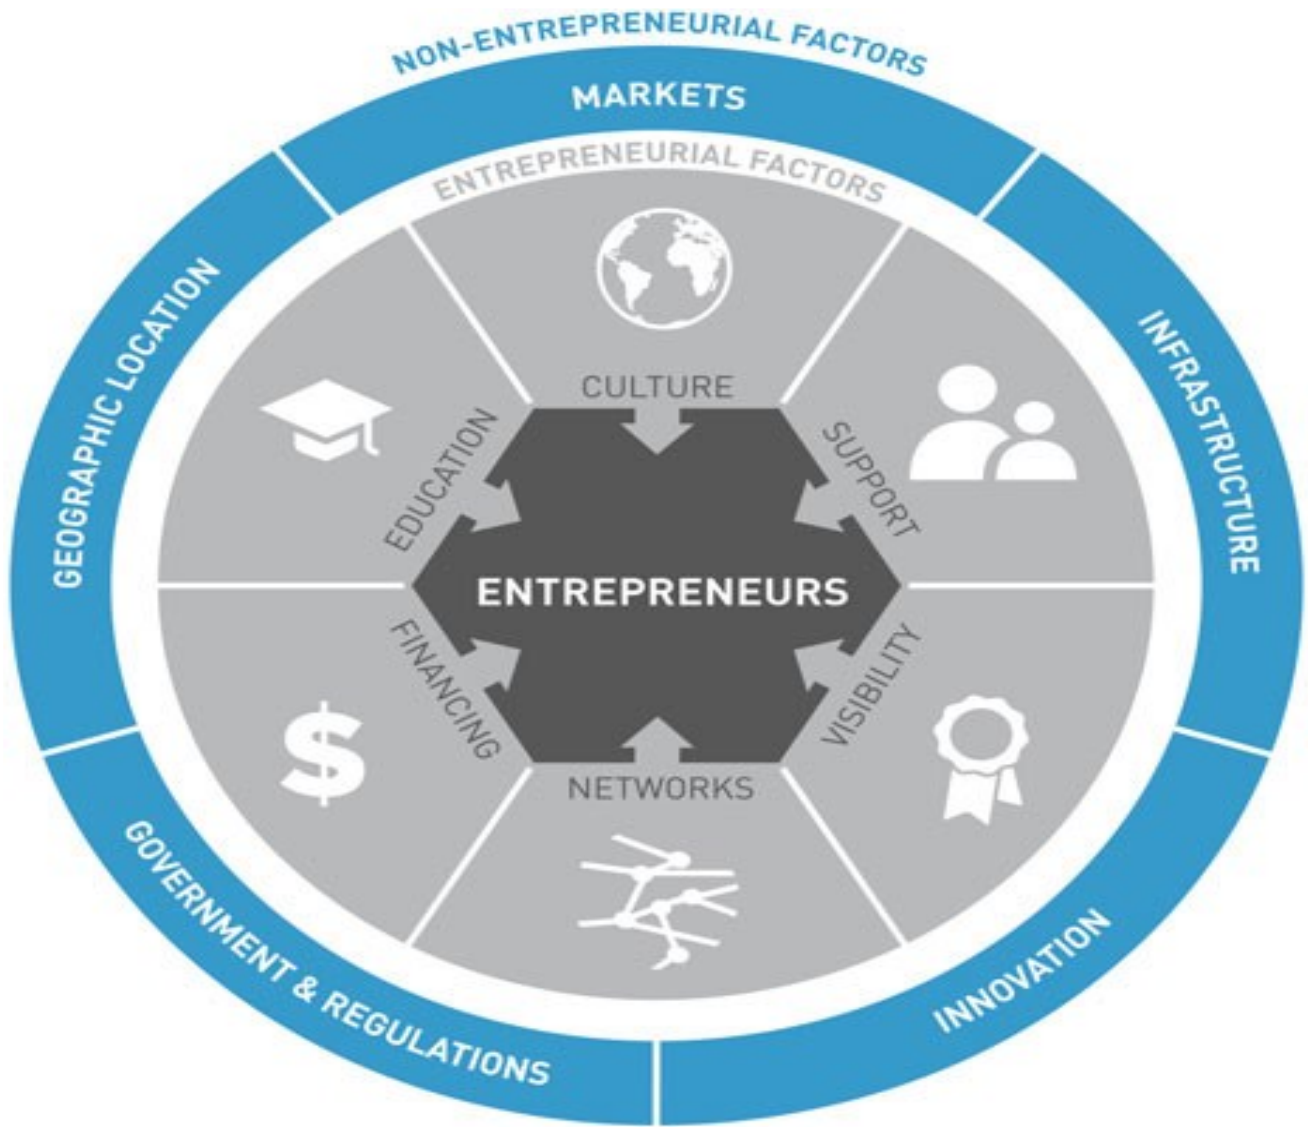 NON-ENTREPRENEURIAL FACTORS
MARKETS
ENTREPRENEURIAL FACTORS
GEOGRAPHIC LOCATION
INFRASTRUCTURE
CULTURE
EDUCATION
SUPPORT
ENTREPRENEURS
FINANCING
VISIBILITY
$
NETWORKS
GOVERNMENT & REGULATIONS
INNOVATION